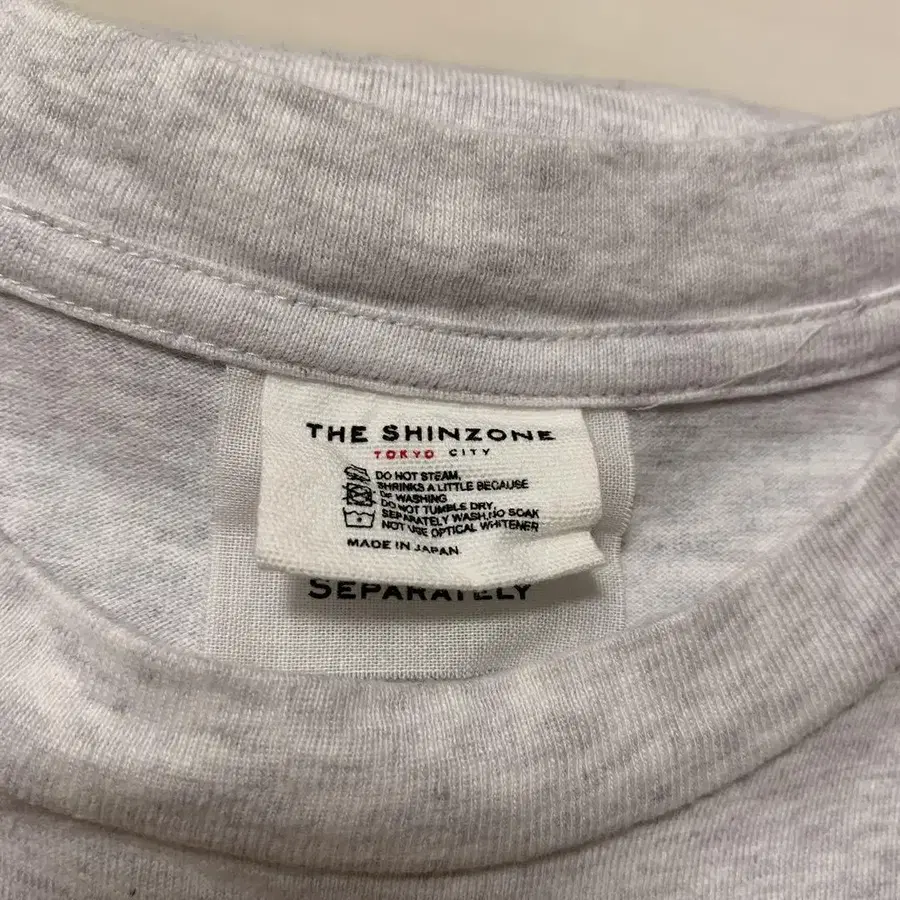 THE SHINZONE
TOKYO CITY
DO NOT STEAM,
SHRINKS A LITTLE BECAUSE
OF WASHING
DO NOT TUMBLE DRY,
SEPARATELY WASH,NO SOAK
NOT USE OPTICAL WHITENER
MADE IN JAPAN
SEPARATELY